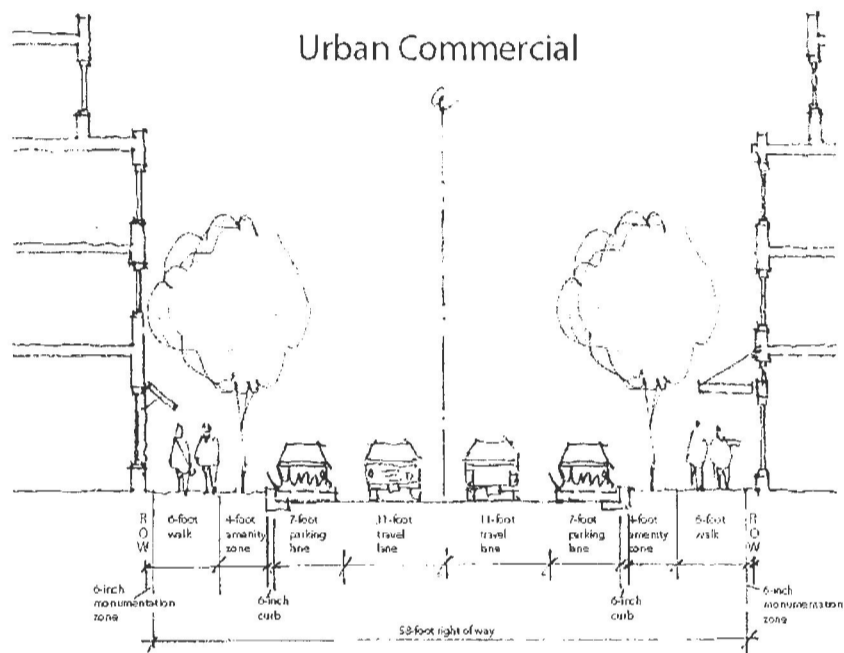 Urban Commercial
℄
ROW
6-foot
walk
4-foot
amenity
zone
7-foot
parking
lane
11-foot
travel
lane
11-foot
travel
lane
7-foot
parking
lane
4-foot
amenity
zone
6-foot
walk
ROW
6-inch
monumentation
zone
6-inch
curb
6-inch
curb
6-inch
monumentation
zone
58-foot right of way